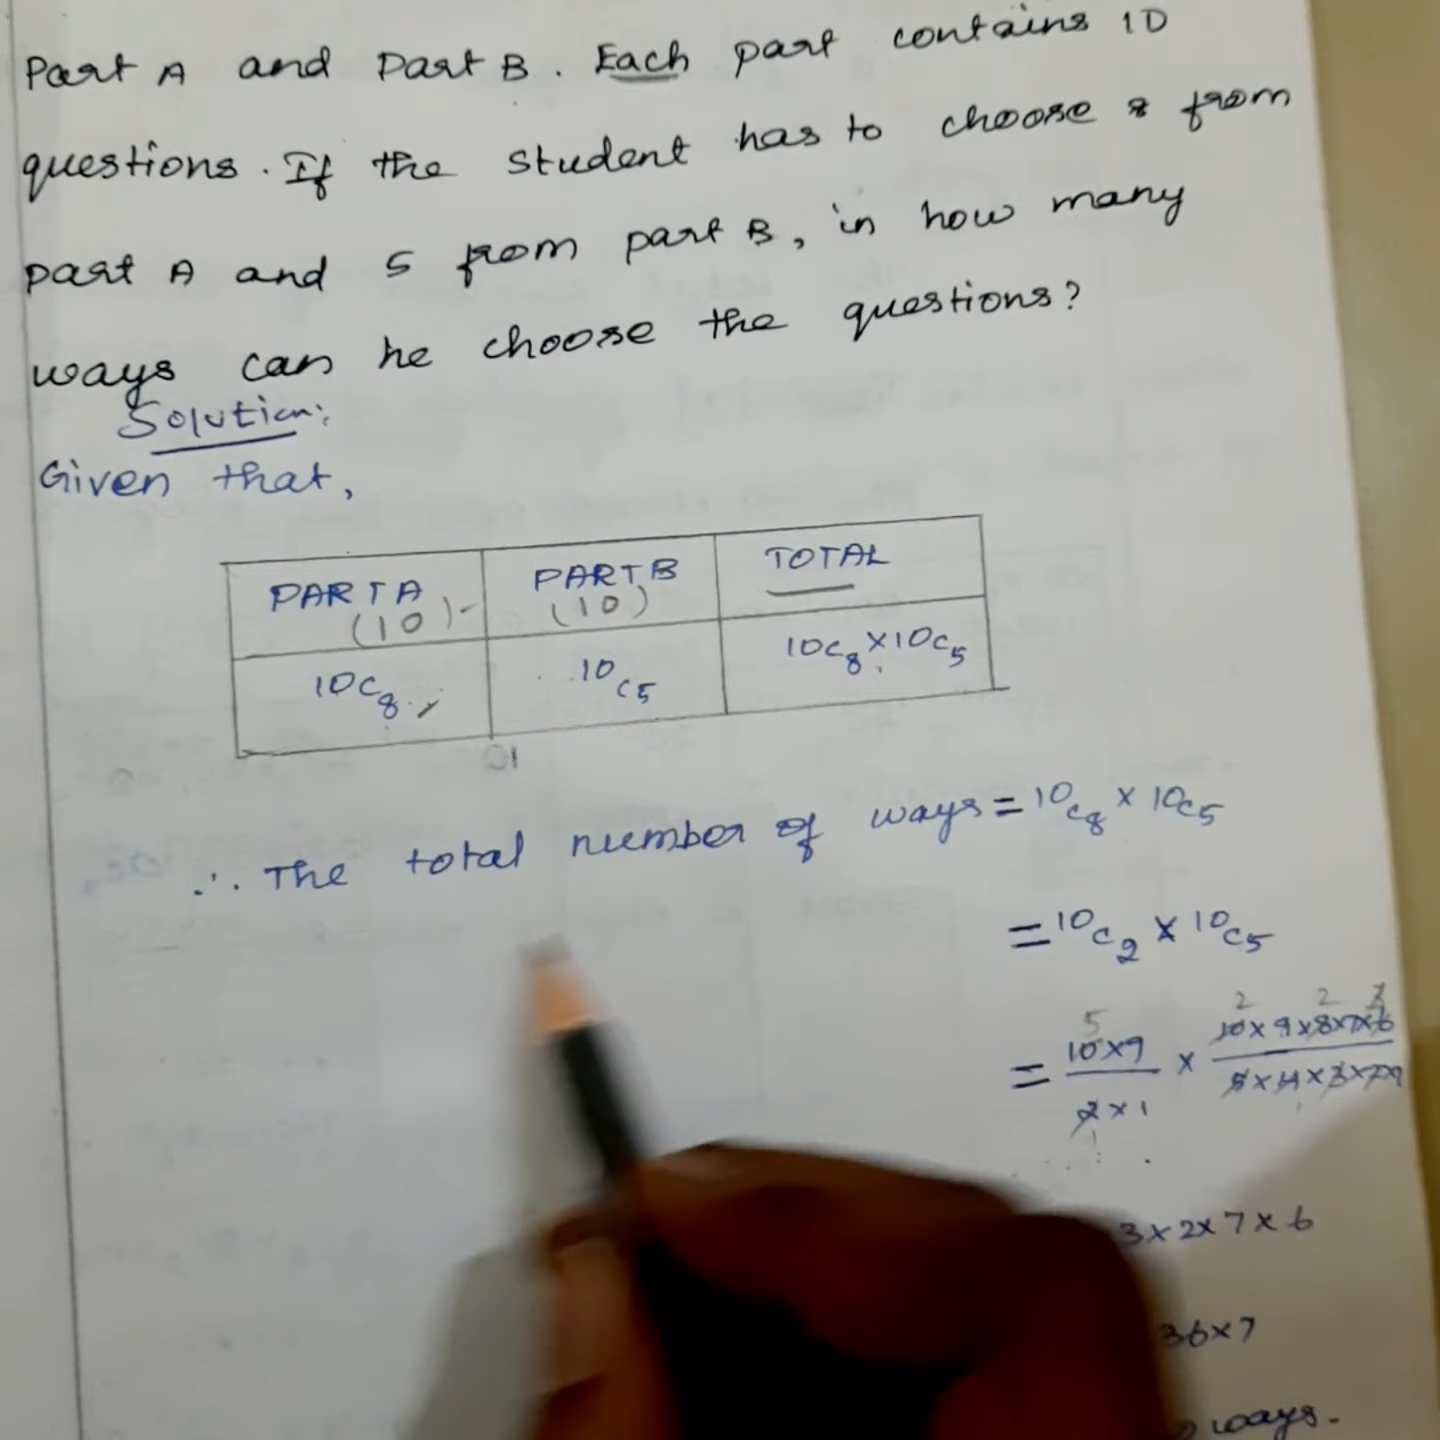 Part A and Part B. Each part contains 10
questions. If the student has to choose 8 from
part A and 5 from part B, in how many
ways can he choose the questions?
Solution:
Given that,
PART A (10) PART B (10) TOTAL
10c8 10c5 10c8 × 10c5
∴ The total number of ways = 10c8 × 10c5
= 10c2 × 10c5
= 10×9 / 2×1 × 10×9×8×7×6 / 5×4×3×2×1
3×2×7×6
36×7
ways.